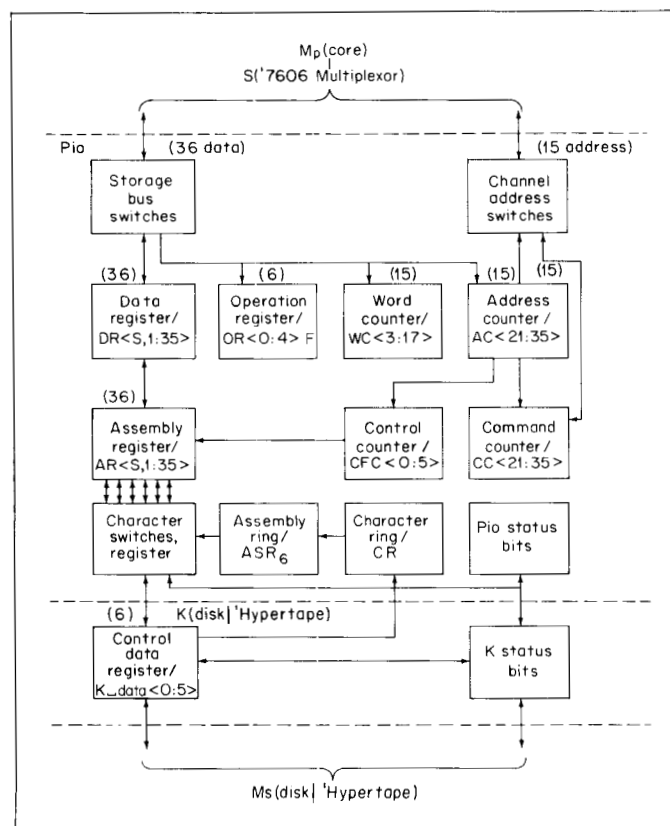 Mp(core)
S('7606 Multiplexor)
Pio
(36 data)
(15 address)
Storage
bus
switches
Channel
address
switches
(36)
(6)
(15)
(15)
(15)
Data
register/
DR<S,1:35>
Operation
register/
OR<0:4> F
Word
counter/
WC<3:17>
Address
counter/
AC<21:35>
(36)
Assembly
register/
AR<S,1:35>
Control
counter/
CFC<0:5>
Command
counter/
CC<21:35>
Character
switches,
register
Assembly
ring/
ASR6
Character
ring/
CR
Pio status
bits
(6)
K(disk|'Hypertape)
Control
data
register/
K⎵data<0:5>
K status
bits
Ms(disk|'Hypertape)